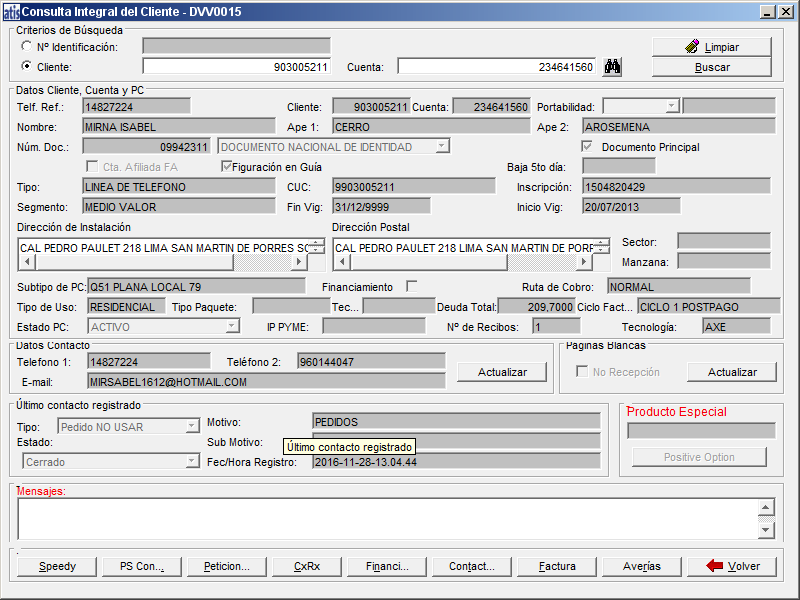 atis Consulta Integral del Cliente - DVV0015
Criterios de Búsqueda
Nº Identificación:
Limpiar
Cliente: 903005211 Cuenta: 234641560
Buscar
Datos Cliente, Cuenta y PC
Telf. Ref.: 14827224 Cliente: 903005211 Cuenta: 234641560 Portabilidad:
Nombre: MIRNA ISABEL Ape 1: CERRO Ape 2: AROSEMENA
Núm. Doc.: 09942311 DOCUMENTO NACIONAL DE IDENTIDAD Documento Principal
Cta. Afiliada FA Figuración en Guía Baja 5to día:
Tipo: LINEA DE TELEFONO CUC: 9903005211 Inscripción: 1504820429
Segmento: MEDIO VALOR Fin Vig: 31/12/9999 Inicio Vig: 20/07/2013
Dirección de Instalación Dirección Postal
CAL PEDRO PAULET 218 LIMA SAN MARTIN DE PORRES SO CAL PEDRO PAULET 218 LIMA SAN MARTIN DE PORF Sector:
Manzana:
Subtipo de PC: Q51 PLANA LOCAL 79 Financiamiento Ruta de Cobro: NORMAL
Tipo de Uso: RESIDENCIAL Tipo Paquete: Tec... Deuda Total: 209,7000 Ciclo Fact... CICLO 1 POSTPAGO
Estado PC: ACTIVO IP PYME: Nº de Recibos: 1 Tecnología: AXE
Datos Contacto Páginas Blancas
Telefono 1: 14827224 Teléfono 2: 960144047
Actualizar No Recepción Actualizar
E-mail: MIRSABEL1612@HOTMAIL.COM
Último contacto registrado
Producto Especial
Tipo: Pedido NO USAR Motivo: PEDIDOS
Estado: Sub Motivo:
Último contacto registrado
Positive Option
Cerrado Fec/Hora Registro: 2016-11-28-13.04.44
Mensajes:
Speedy PS Con... Peticion... CxRx Financi... Contact... Factura Averías Volver